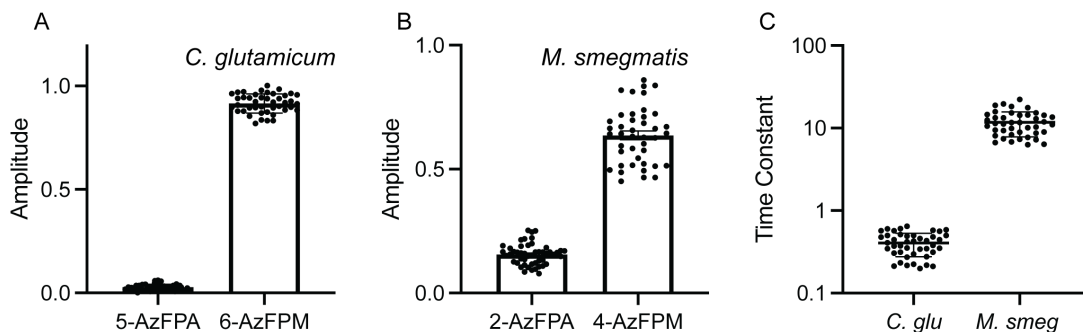 A
C. glutamicum
Amplitude
1.0
0.5
0.0
5-AzFPA 6-AzFPM
B
M. smegmatis
Amplitude
1.0
0.5
0.0
2-AzFPA 4-AzFPM
C
Time Constant
100
10
1
0.1
C. glu M. smeg